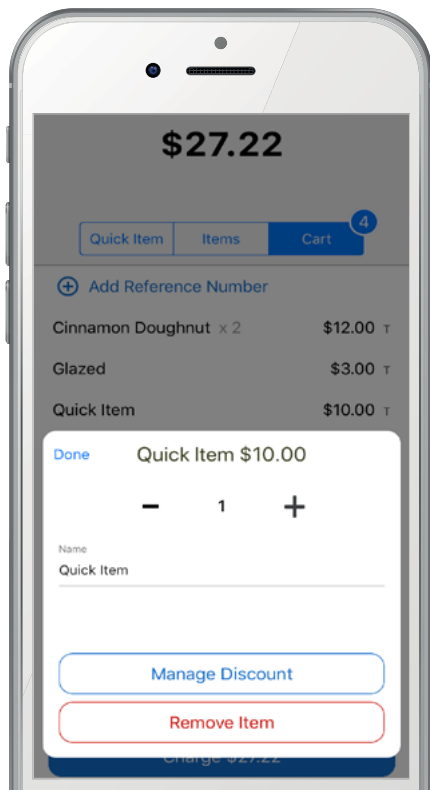 $27.22
4
Quick Item Items Cart
Add Reference Number
Cinnamon Doughnut x 2 $12.00 T
Glazed $3.00 T
Quick Item $10.00 T
Done Quick Item $10.00
− 1 +
Name
Quick Item
Manage Discount
Remove Item
Charge $27.22